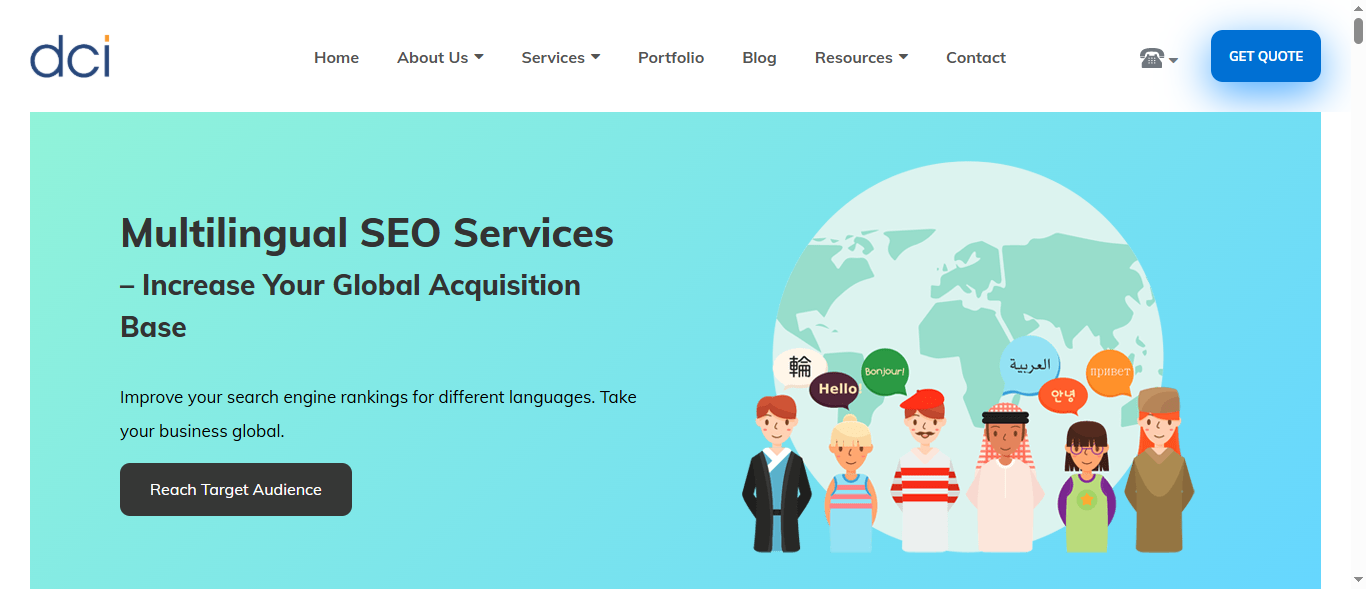 dci
Home
About Us
Services
Portfolio
Blog
Resources
Contact
GET QUOTE
Multilingual SEO Services
– Increase Your Global Acquisition
Base
Improve your search engine rankings for different languages. Take
your business global.
Reach Target Audience
輪
Hello
Bonjour!
العربية
안녕
привет